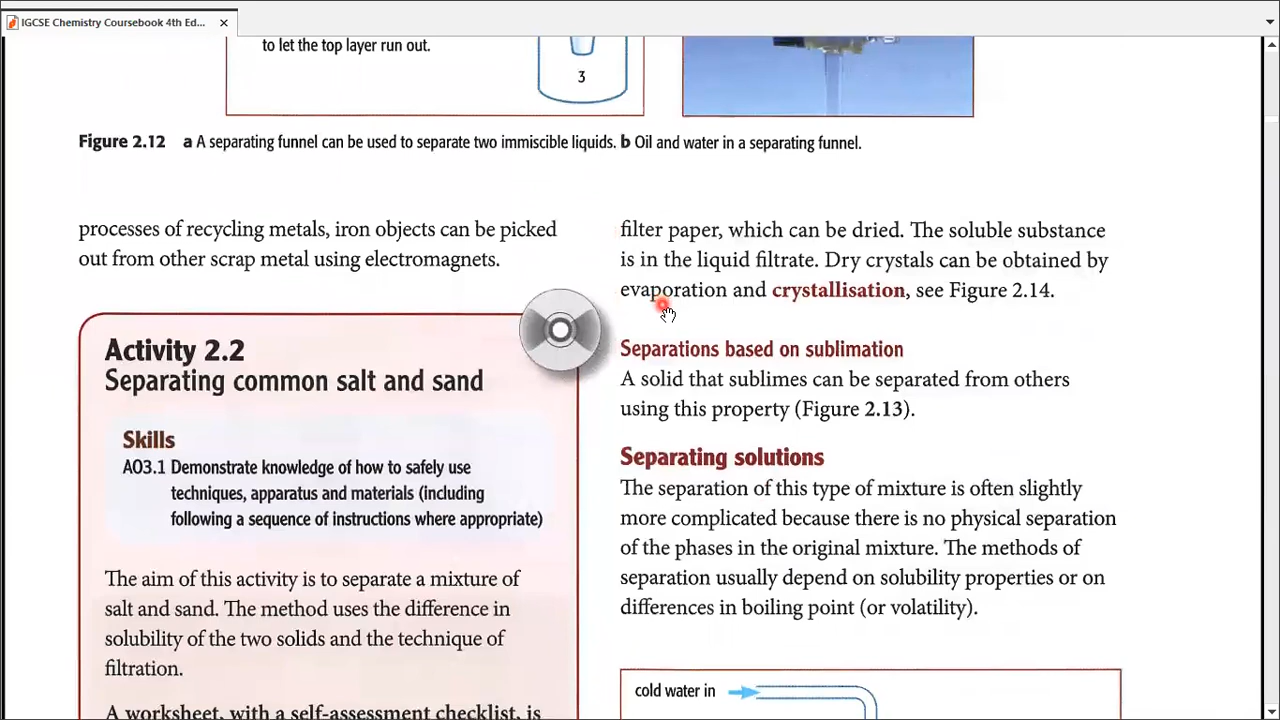 IGCSE Chemistry Coursebook 4th Ed...
to let the top layer run out.
3
Figure 2.12 a A separating funnel can be used to separate two immiscible liquids. b Oil and water in a separating funnel.
processes of recycling metals, iron objects can be picked
out from other scrap metal using electromagnets.
Activity 2.2
Separating common salt and sand
Skills
AO3.1 Demonstrate knowledge of how to safely use
techniques, apparatus and materials (including
following a sequence of instructions where appropriate)
The aim of this activity is to separate a mixture of
salt and sand. The method uses the difference in
solubility of the two solids and the technique of
filtration.
A worksheet, with a self-assessment checklist, is
filter paper, which can be dried. The soluble substance
is in the liquid filtrate. Dry crystals can be obtained by
evaporation and crystallisation, see Figure 2.14.
Separations based on sublimation
A solid that sublimes can be separated from others
using this property (Figure 2.13).
Separating solutions
The separation of this type of mixture is often slightly
more complicated because there is no physical separation
of the phases in the original mixture. The methods of
separation usually depend on solubility properties or on
differences in boiling point (or volatility).
cold water in